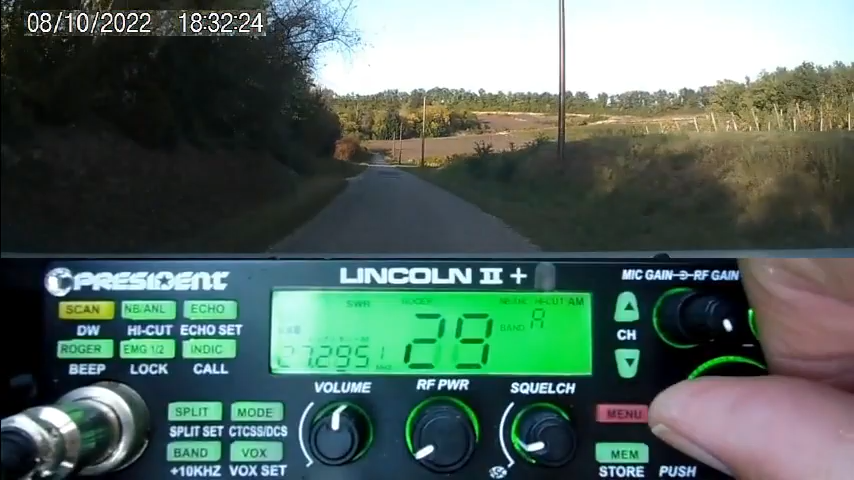 08/10/2022 18:32:24
PRESIDENT LINCOLN II + MIC GAIN RF GAIN
SCAN NB/ANL ECHO
DW HI-CUT ECHO SET
ROGER EMG 1/2 INDIC
BEEP LOCK CALL
SWR ROGER HI-CUT AM
29 BAND A
CH
VOLUME RF PWR SQUELCH
SPLIT MODE
SPLIT SET CTCSS/DCS
BAND VOX
+10KHZ VOX SET
MENU
MEM
STORE PUSH